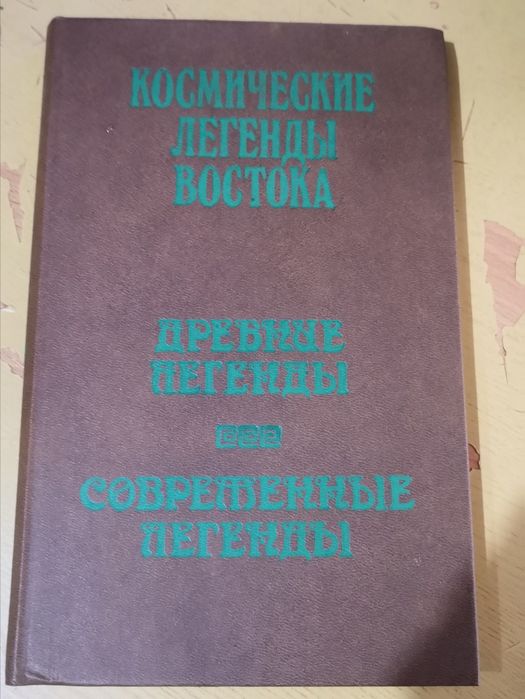 КОСМИЧЕСКИЕ
ЛЕГЕНДЫ
ВОСТОКА
ДРЕВНИЕ
ЛЕГЕНДЫ
СОВРЕМЕННЫЕ
ЛЕГЕНДЫ